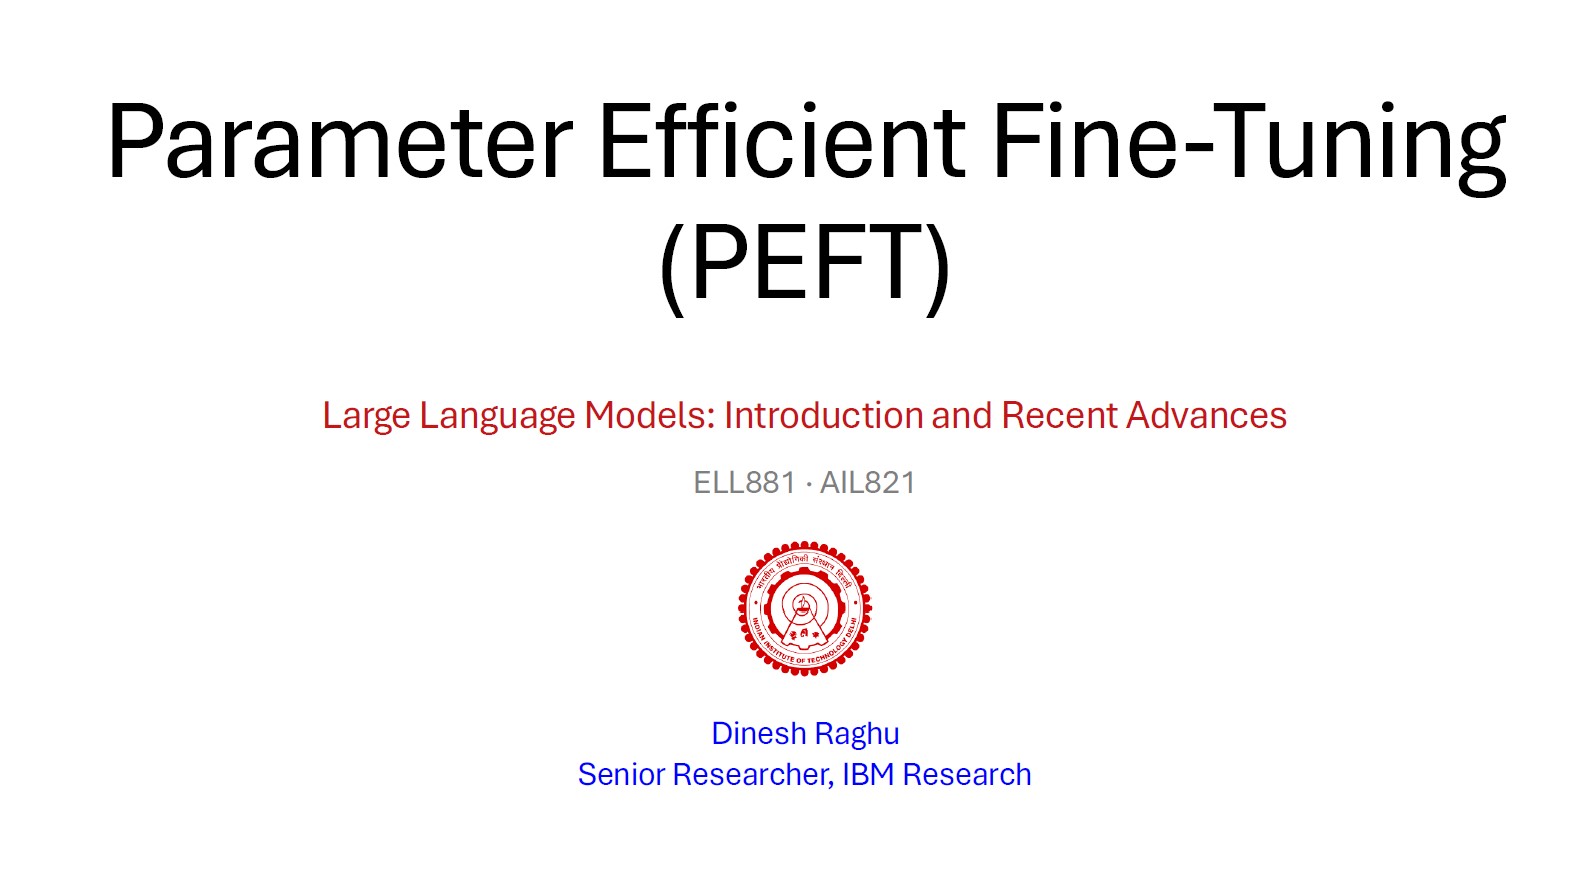 Parameter Efficient Fine-Tuning
(PEFT)
Large Language Models: Introduction and Recent Advances
ELL881 · AIL821
भारतीय प्रौद्योगिकी संस्थान दिल्ली
INDIAN INSTITUTE OF TECHNOLOGY DELHI
Dinesh Raghu
Senior Researcher, IBM Research